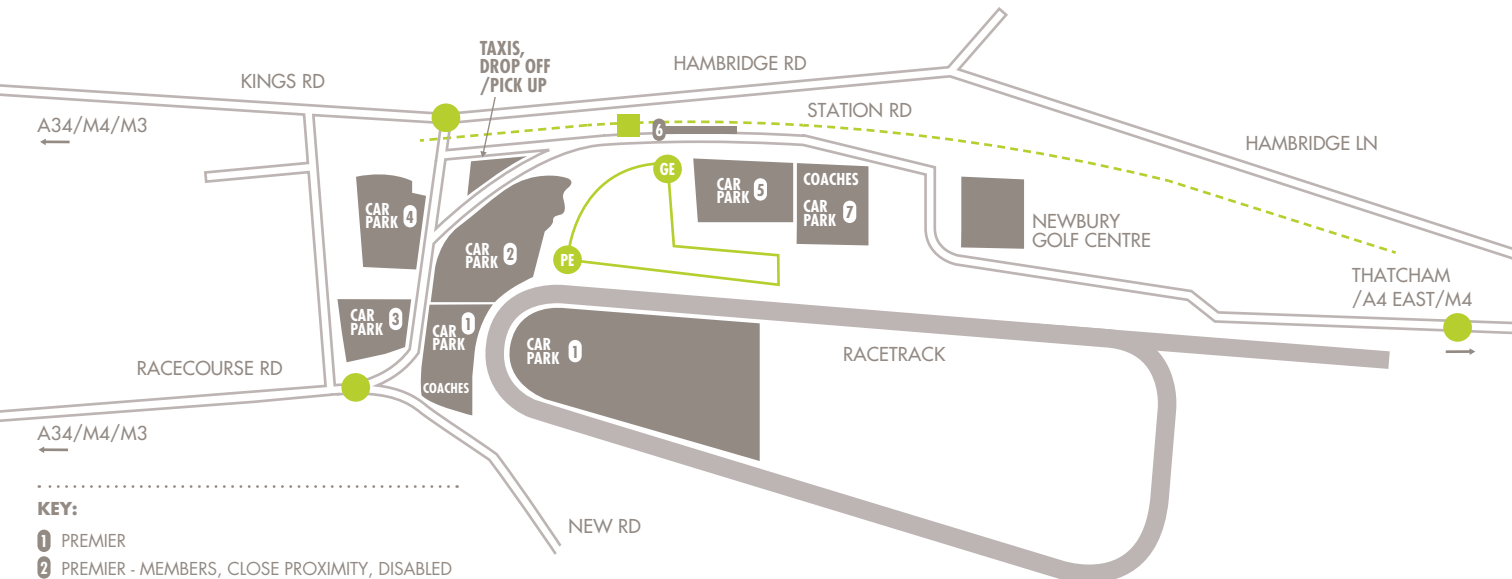 TAXIS,
DROP OFF
/PICK UP
KINGS RD
HAMBRIDGE RD
A34/M4/M3
STATION RD
HAMBRIDGE LN
6
GE
CAR
PARK 5
COACHES
CAR
PARK 7
CAR
PARK 4
NEWBURY
GOLF CENTRE
CAR
PARK 2
PE
THATCHAM
/A4 EAST/M4
CAR
PARK 3
CAR
PARK 1
CAR
PARK 1
RACETRACK
RACECOURSE RD
COACHES
A34/M4/M3
NEW RD
KEY:
1 PREMIER
2 PREMIER - MEMBERS, CLOSE PROXIMITY, DISABLED